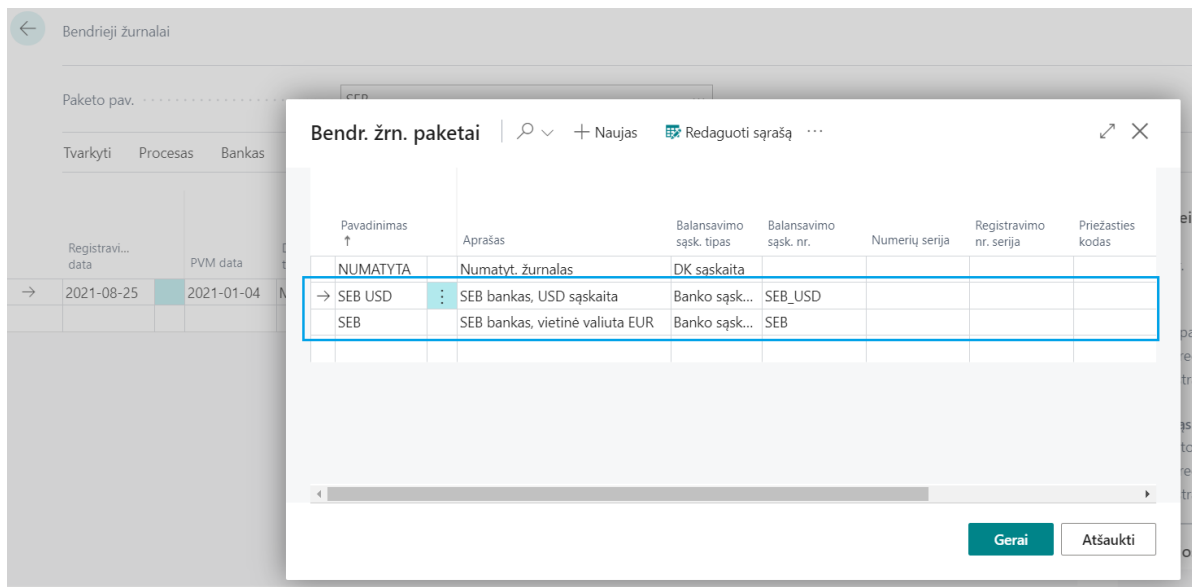 Bendrieji žurnalai
Paketo pav.
SEB
Tvarkyti Procesas Bankas
Registravi... data
PVM data
2021-08-25 2021-01-04
Bendr. žrn. paketai
Naujas
Redaguoti sąrašą
Pavadinimas ↑
Aprašas
Balansavimo sąsk. tipas
Balansavimo sąsk. nr.
Numerių serija
Registravimo nr. serija
Priežasties kodas
NUMATYTA Numatyt. žurnalas DK sąskaita
SEB USD SEB bankas, USD sąskaita Banko sąsk... SEB_USD
SEB SEB bankas, vietinė valiuta EUR Banko sąsk... SEB
Gerai Atšaukti